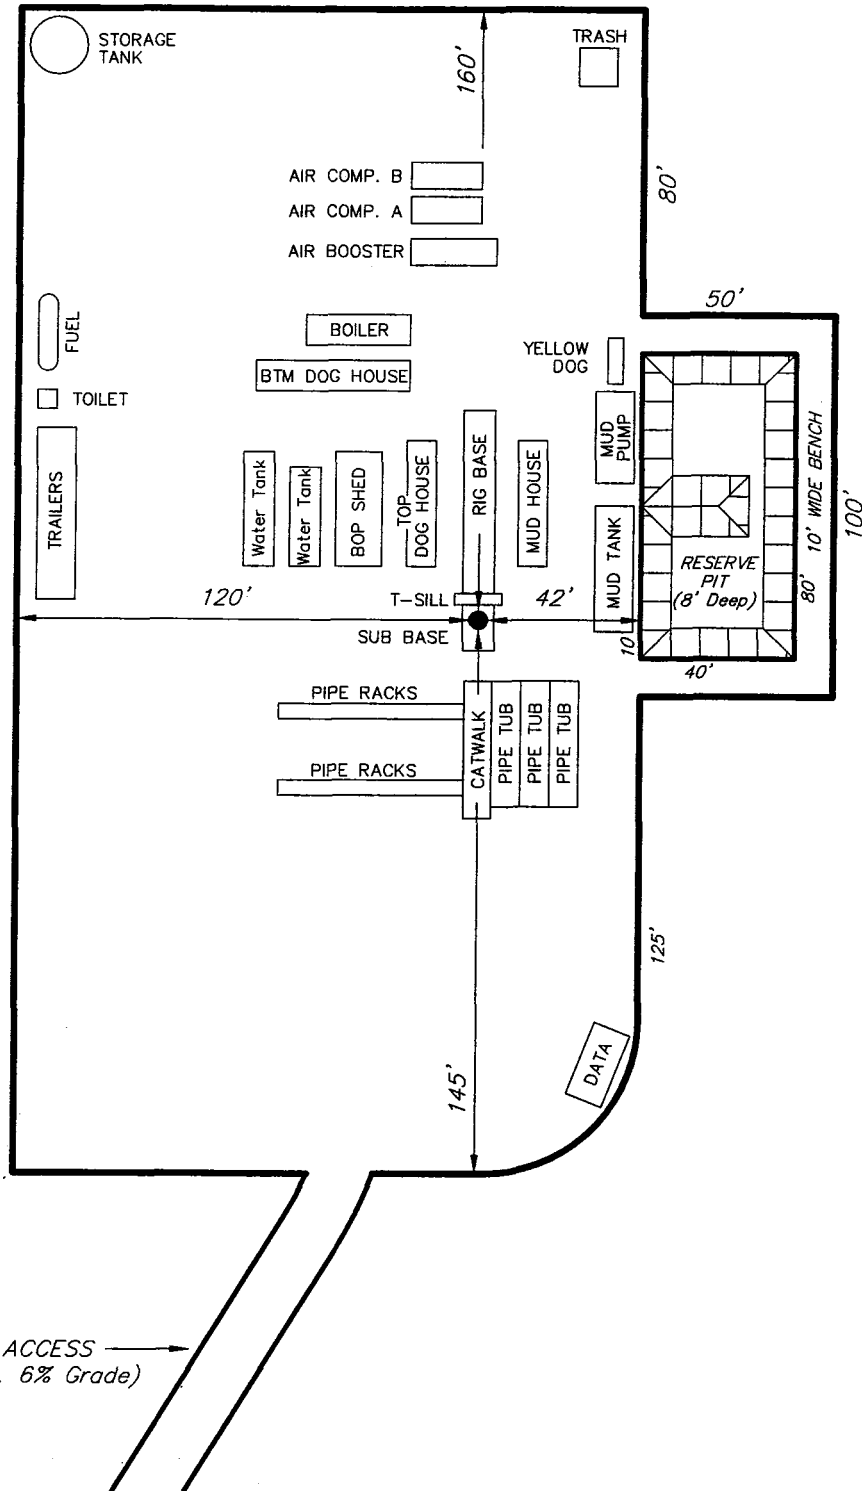 STORAGE
TANK
160'
TRASH
AIR COMP. B
AIR COMP. A
AIR BOOSTER
80'
50'
FUEL
BOILER
YELLOW
DOG
BTM DOG HOUSE
TOILET
TRAILERS
Water Tank
Water Tank
BOP SHED
TOP
DOG HOUSE
RIG BASE
MUD HOUSE
MUD
PUMP
MUD TANK
RESERVE
PIT
(8' Deep)
80'
10' WIDE BENCH
100'
120'
T-SILL
42'
SUB BASE
10
40'
PIPE RACKS
PIPE RACKS
CATWALK
PIPE TUB
PIPE TUB
PIPE TUB
125'
145'
DATA
ACCESS
. 6% Grade)